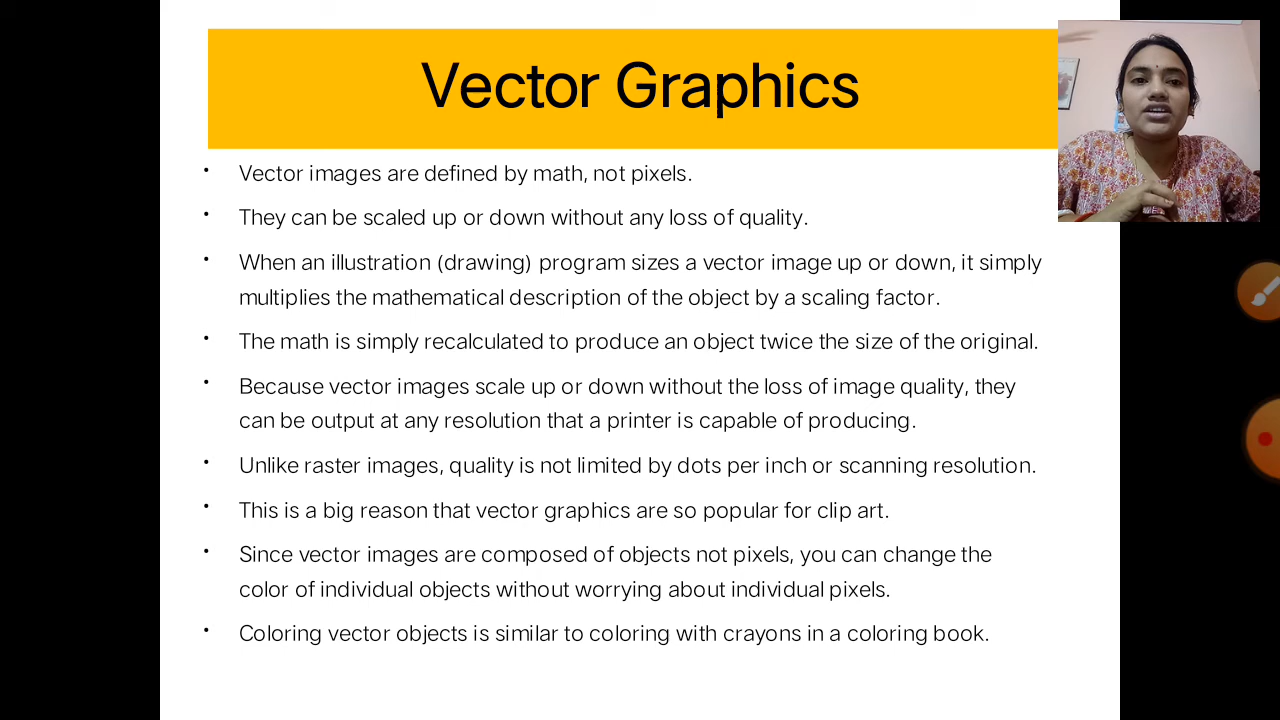 Vector Graphics
• Vector images are defined by math, not pixels.
• They can be scaled up or down without any loss of quality.
• When an illustration (drawing) program sizes a vector image up or down, it simply
multiplies the mathematical description of the object by a scaling factor.
• The math is simply recalculated to produce an object twice the size of the original.
• Because vector images scale up or down without the loss of image quality, they
can be output at any resolution that a printer is capable of producing.
• Unlike raster images, quality is not limited by dots per inch or scanning resolution.
• This is a big reason that vector graphics are so popular for clip art.
• Since vector images are composed of objects not pixels, you can change the
color of individual objects without worrying about individual pixels.
• Coloring vector objects is similar to coloring with crayons in a coloring book.